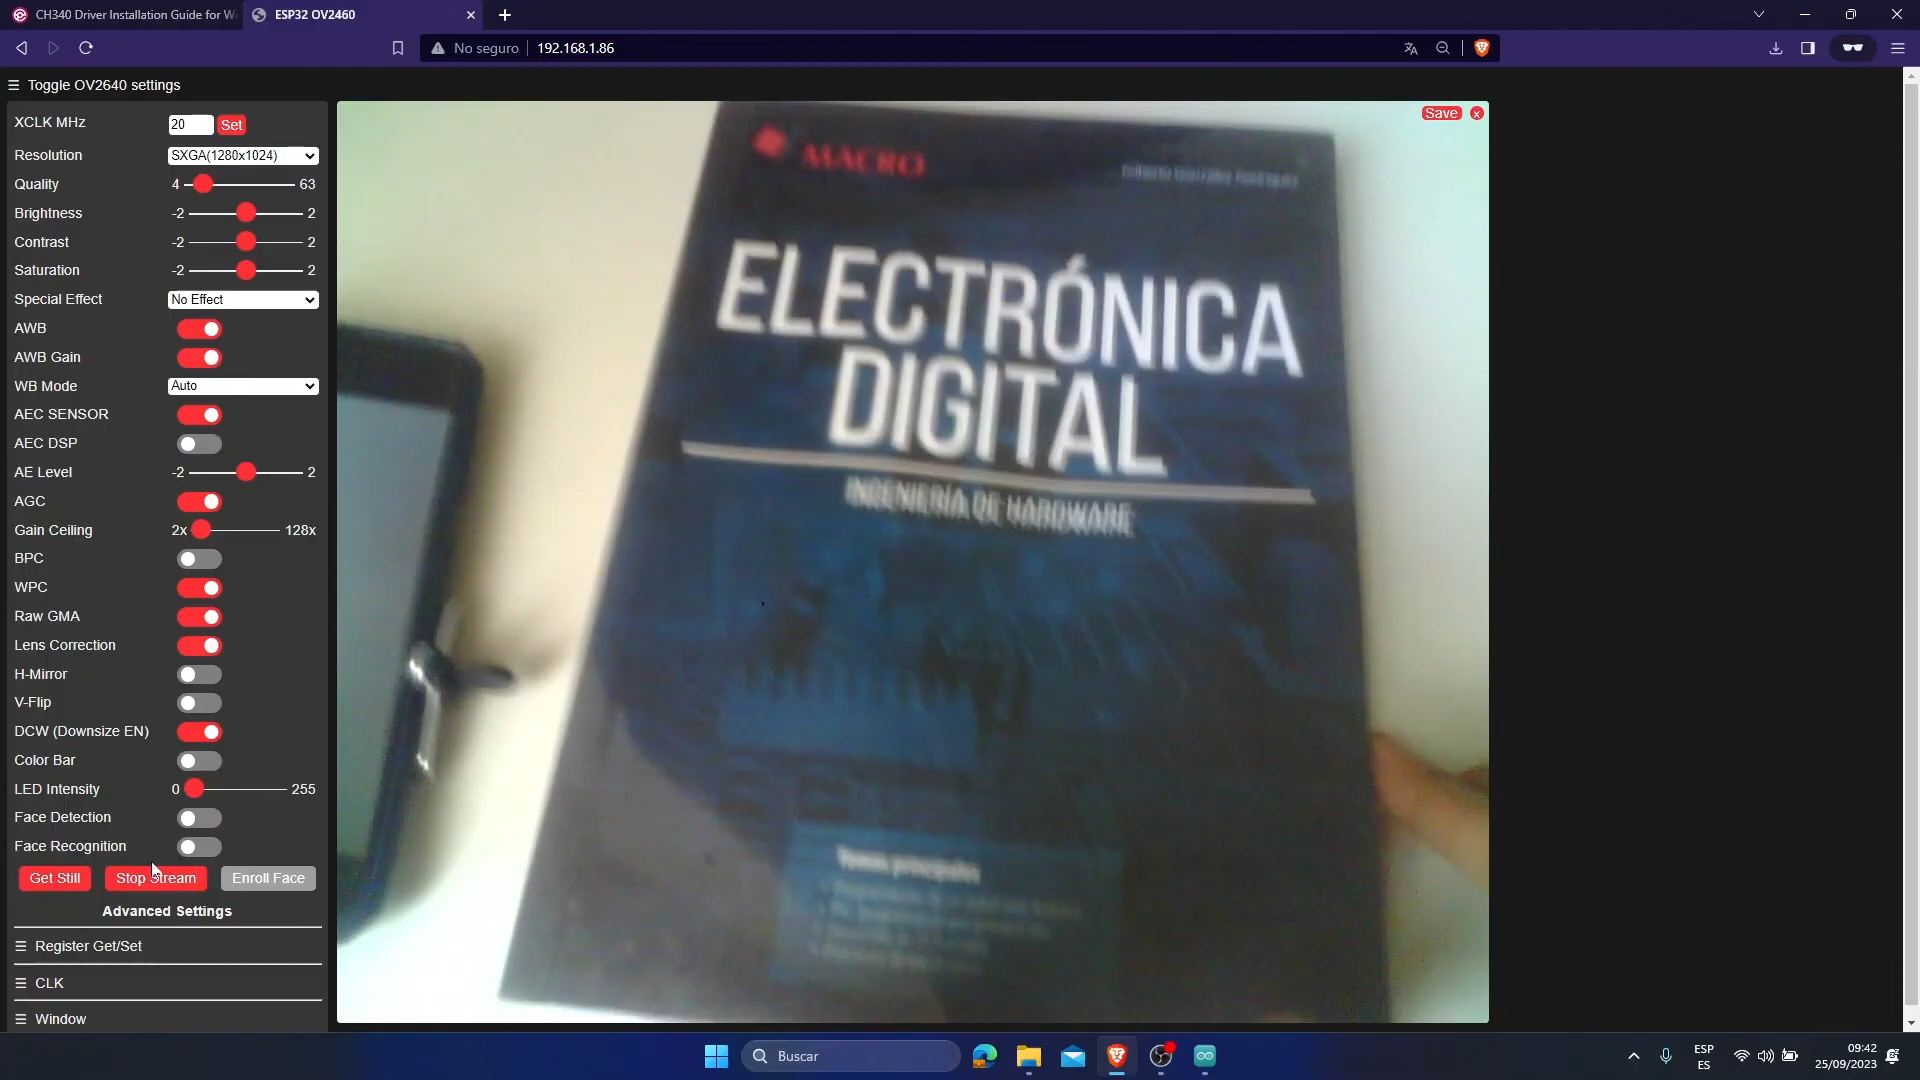 CH340 Driver Installation Guide for W
ESP32 OV2460
No seguro
192.168.1.86
Toggle OV2640 settings
XCLK MHz
20
Set
Resolution
SXGA(1280x1024)
Quality
4
63
Brightness
-2
2
Contrast
-2
2
Saturation
-2
2
Special Effect
No Effect
AWB
AWB Gain
WB Mode
Auto
AEC SENSOR
AEC DSP
AE Level
-2
2
AGC
Gain Ceiling
2x
128x
BPC
WPC
Raw GMA
Lens Correction
H-Mirror
V-Flip
DCW (Downsize EN)
Color Bar
LED Intensity
0
255
Face Detection
Face Recognition
Get Still
Stop Stream
Enroll Face
Advanced Settings
Register Get/Set
CLK
Window
Save
x
MACRO
ELECTRÓNICA
DIGITAL
INGENIERÍA DE HARDWARE
Temas principales
Buscar
ESP
ES
09:42
25/09/2023